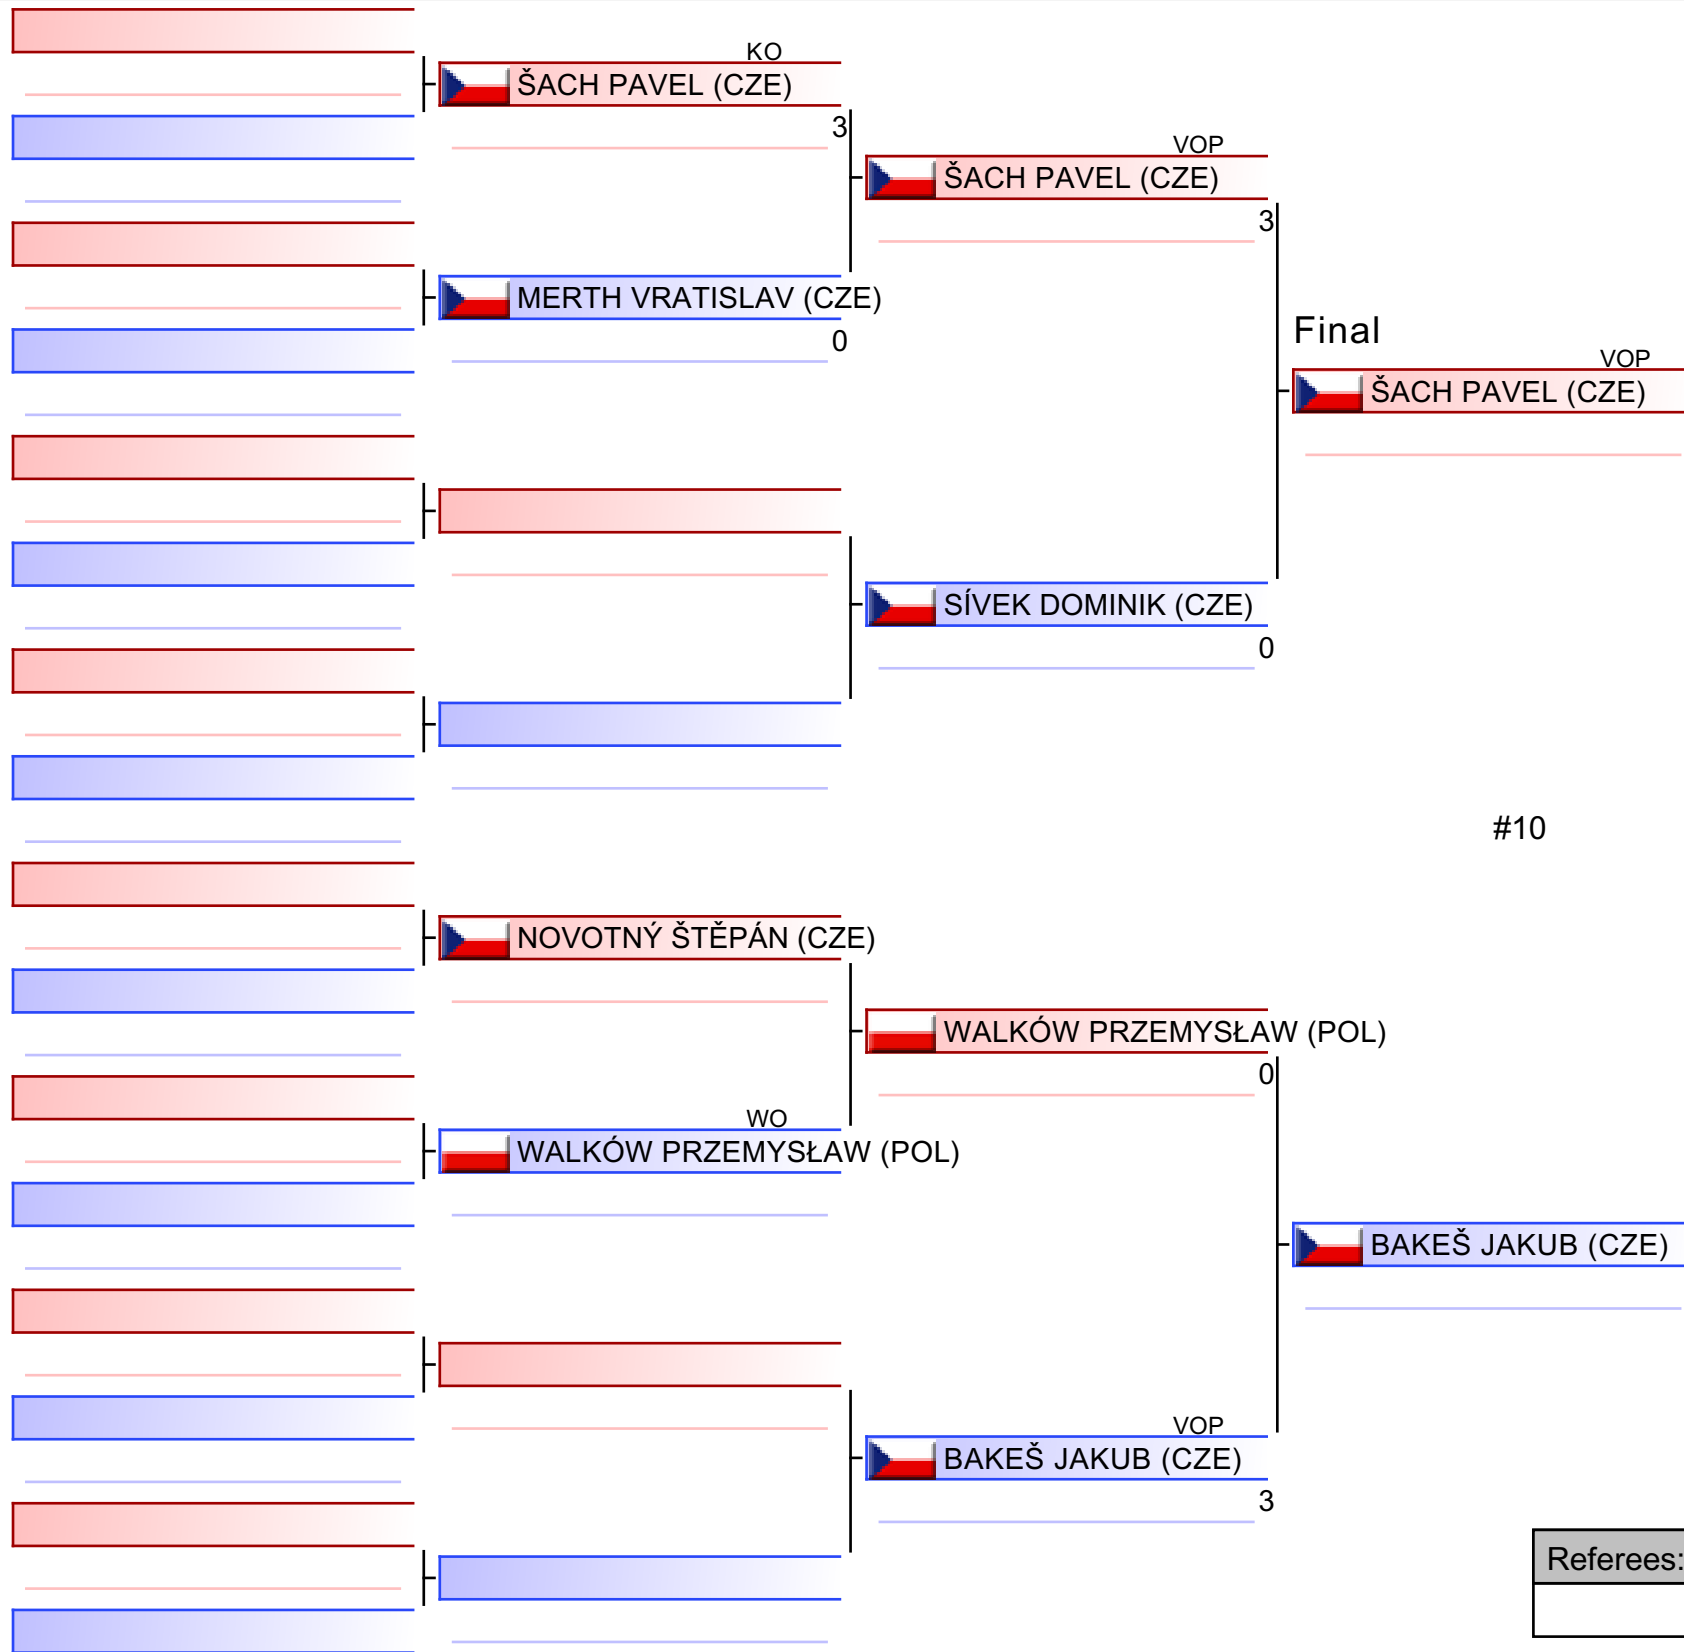 KO
ŠACH PAVEL (CZE)
3
VOP
ŠACH PAVEL (CZE)
3
MERTH VRATISLAV (CZE)
0
Final
VOP
ŠACH PAVEL (CZE)
SÍVEK DOMINIK (CZE)
0
#10
NOVOTNÝ ŠTĚPÁN (CZE)
WALKÓW PRZEMYSŁAW (POL)
0
WO
WALKÓW PRZEMYSŁAW (POL)
BAKEŠ JAKUB (CZE)
VOP
BAKEŠ JAKUB (CZE)
3
Referees: